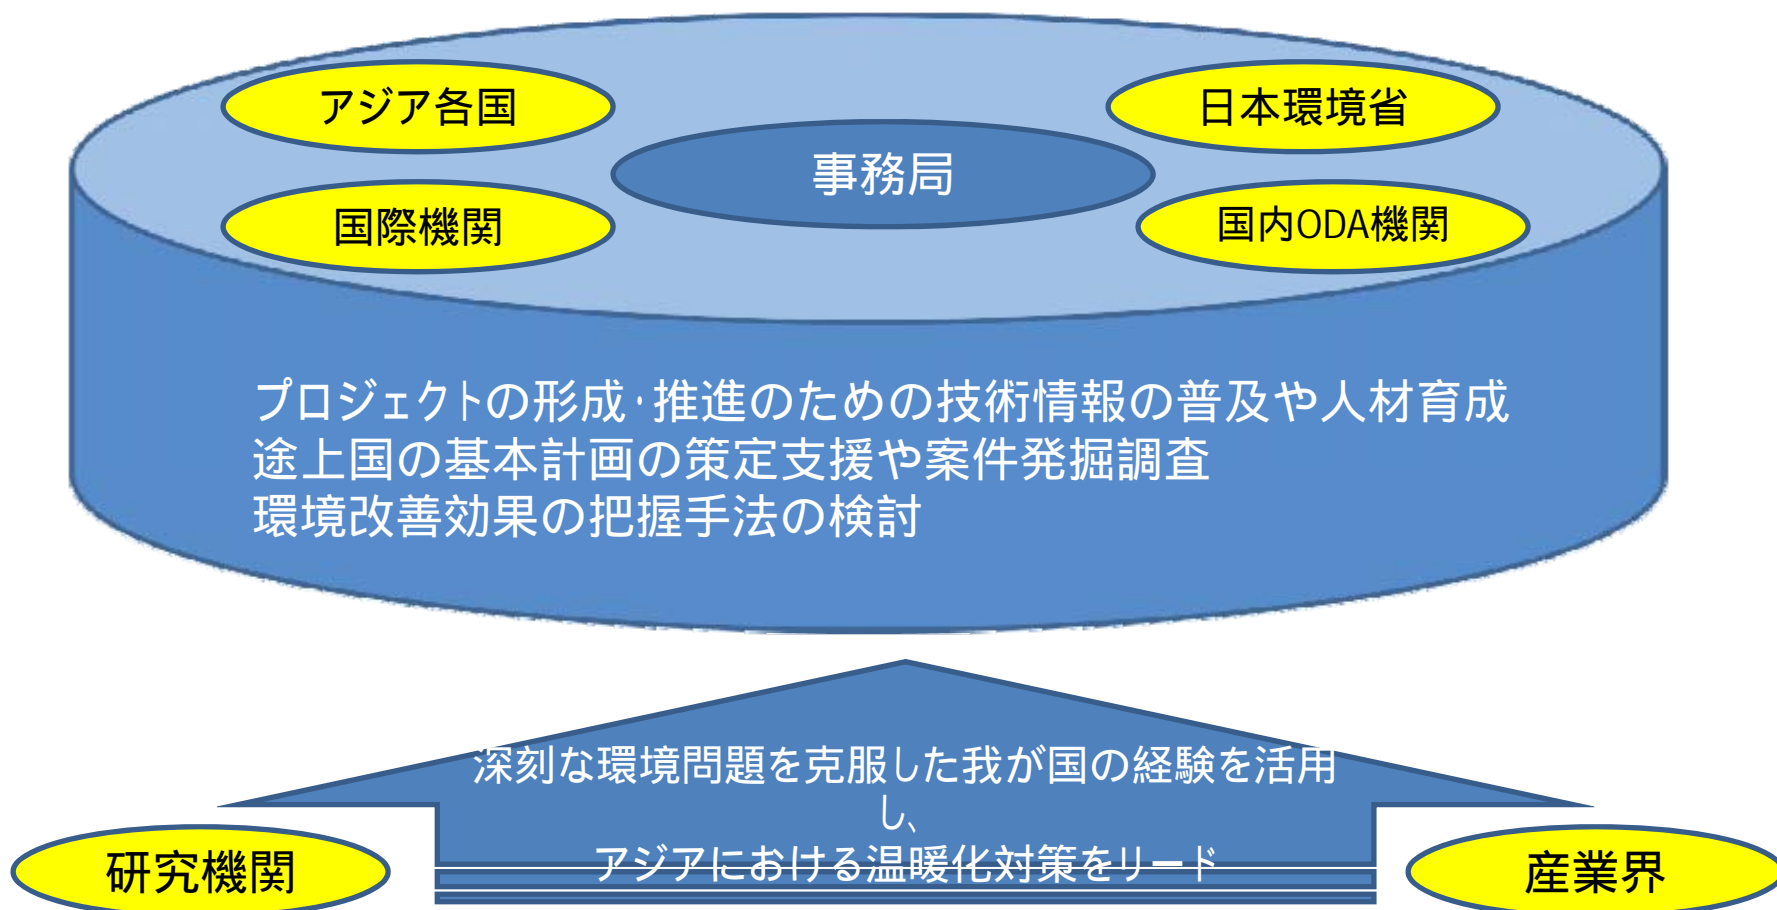 アジア各国
日本環境省
事務局
国際機関
国内ODA機関
プロジェクトの形成・推進のための技術情報の普及や人材育成
途上国の基本計画の策定支援や案件発掘調査
環境改善効果の把握手法の検討
深刻な環境問題を克服した我が国の経験を活用
し、
アジアにおける温暖化対策をリード
研究機関
産業界